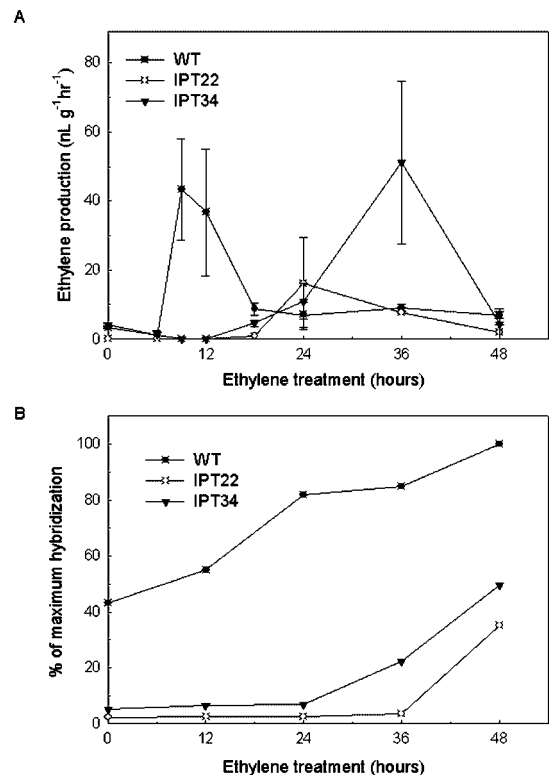 A
WT
IPT22
IPT34
Ethylene production (nL g⁻¹hr⁻¹)
80
60
40
20
0
0 12 24 36 48
Ethylene treatment (hours)
B
WT
IPT22
IPT34
% of maximum hybridization
100
80
60
40
20
0
0 12 24 36 48
Ethylene treatment (hours)